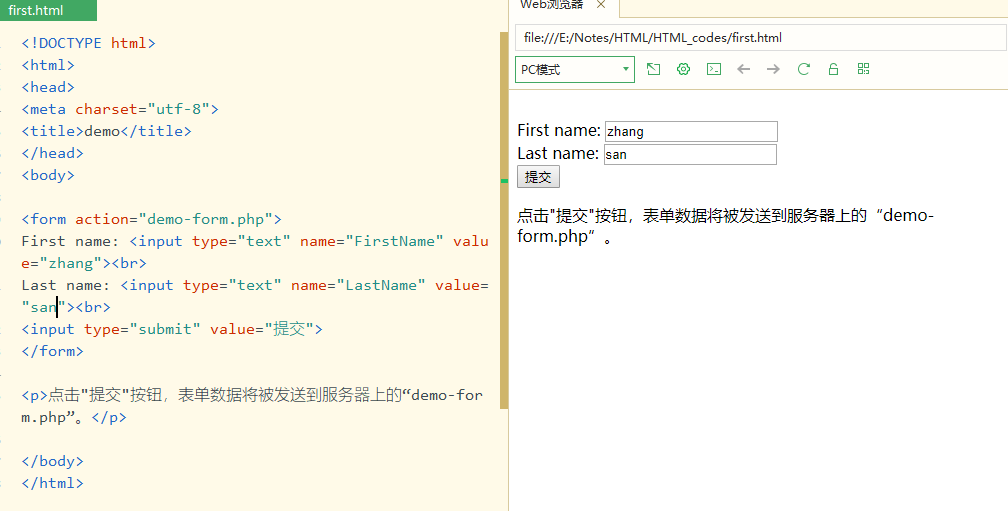 first.html
<!DOCTYPE html>
<html>
<head>
<meta charset="utf-8">
<title>demo</title>
</head>
<body>
<form action="demo-form.php">
First name: <input type="text" name="FirstName" valu
e="zhang"><br>
Last name: <input type="text" name="LastName" value=
"san"><br>
<input type="submit" value="提交">
</form>
<p>点击"提交"按钮，表单数据将被发送到服务器上的“demo-for
m.php”。</p>
</body>
</html>
Web浏览器
file:///E:/Notes/HTML/HTML_codes/first.html
PC模式
First name: zhang
Last name: san
提交
点击"提交"按钮，表单数据将被发送到服务器上的“demo-
form.php”。